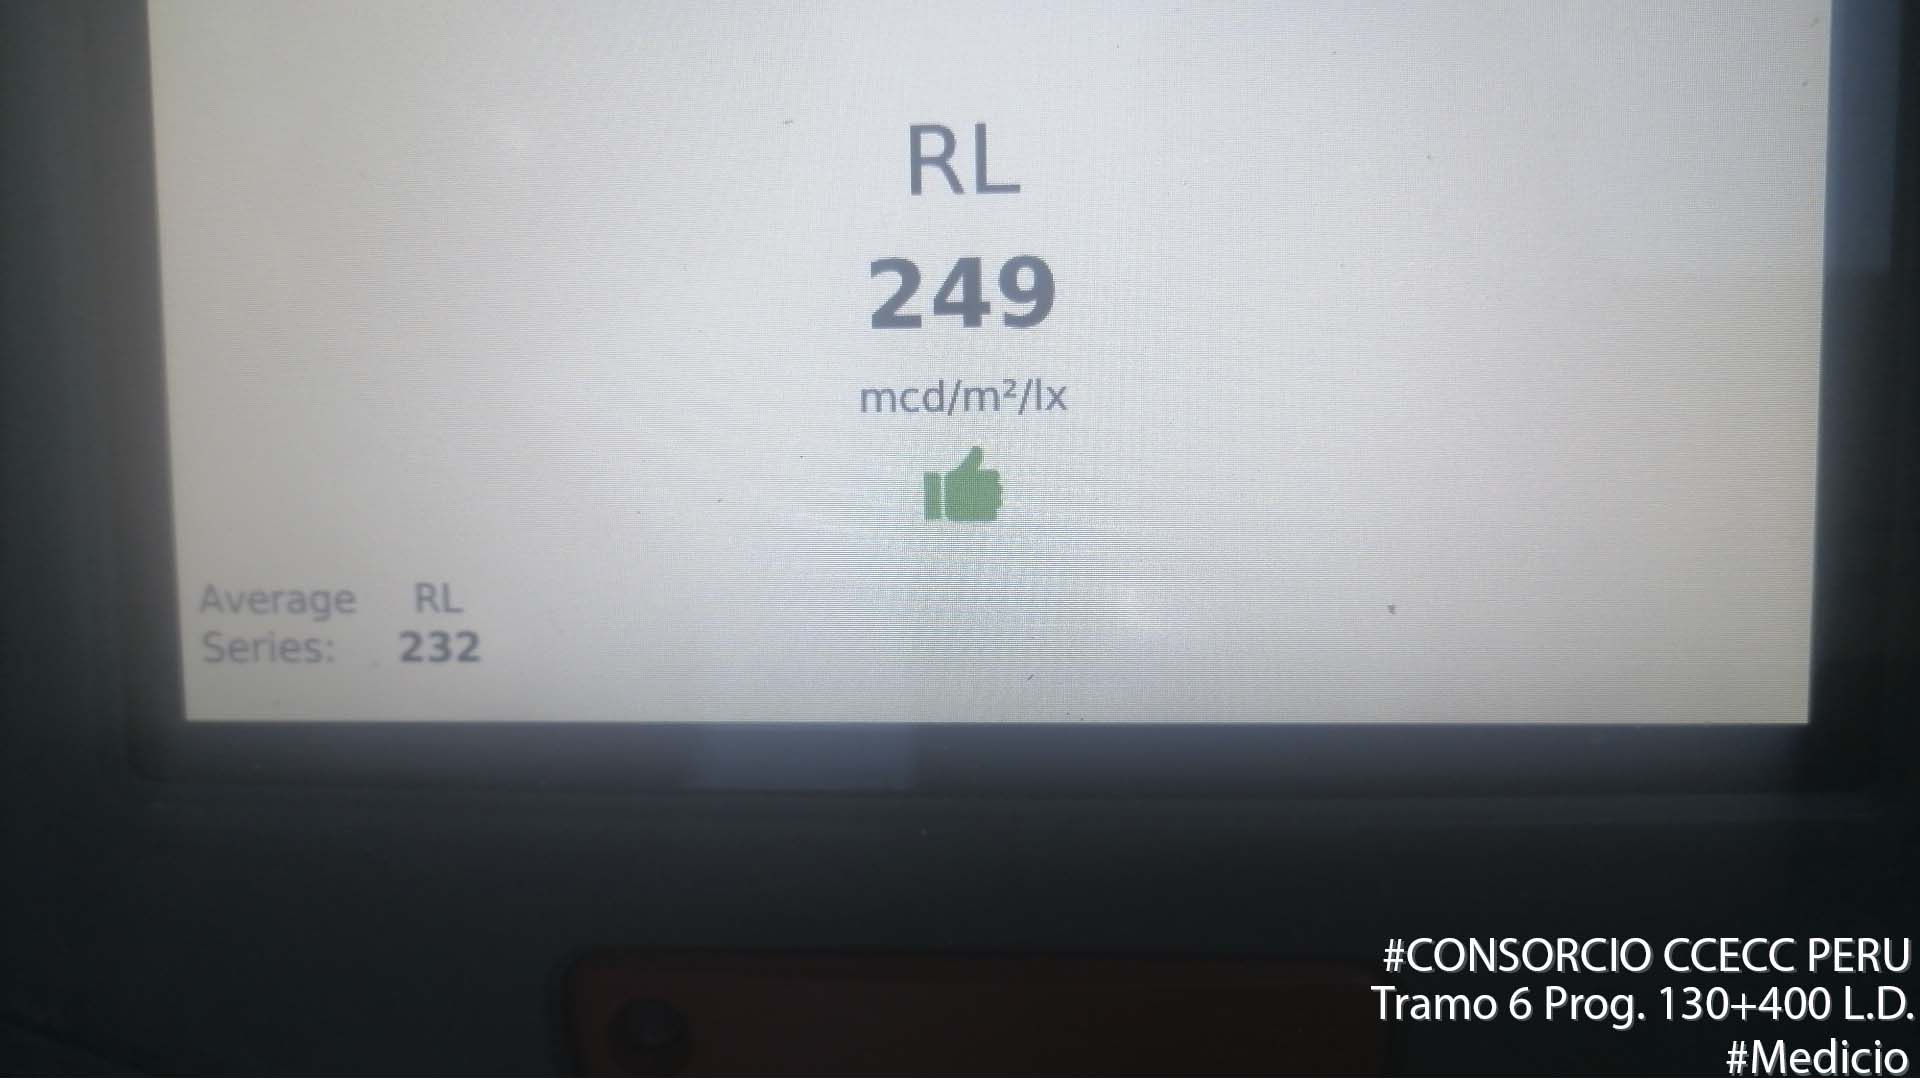 RL
249
mcd/m²/lx
Average RL
Series: 232
#CONSORCIO CCECC PERU
Tramo 6 Prog. 130+400 L.D.
#Medicio